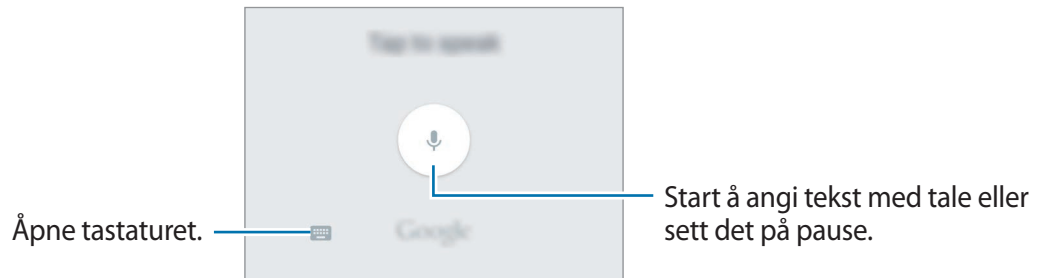 Tap to speak
Start å angi tekst med tale eller
sett det på pause.
Åpne tastaturet.
Google